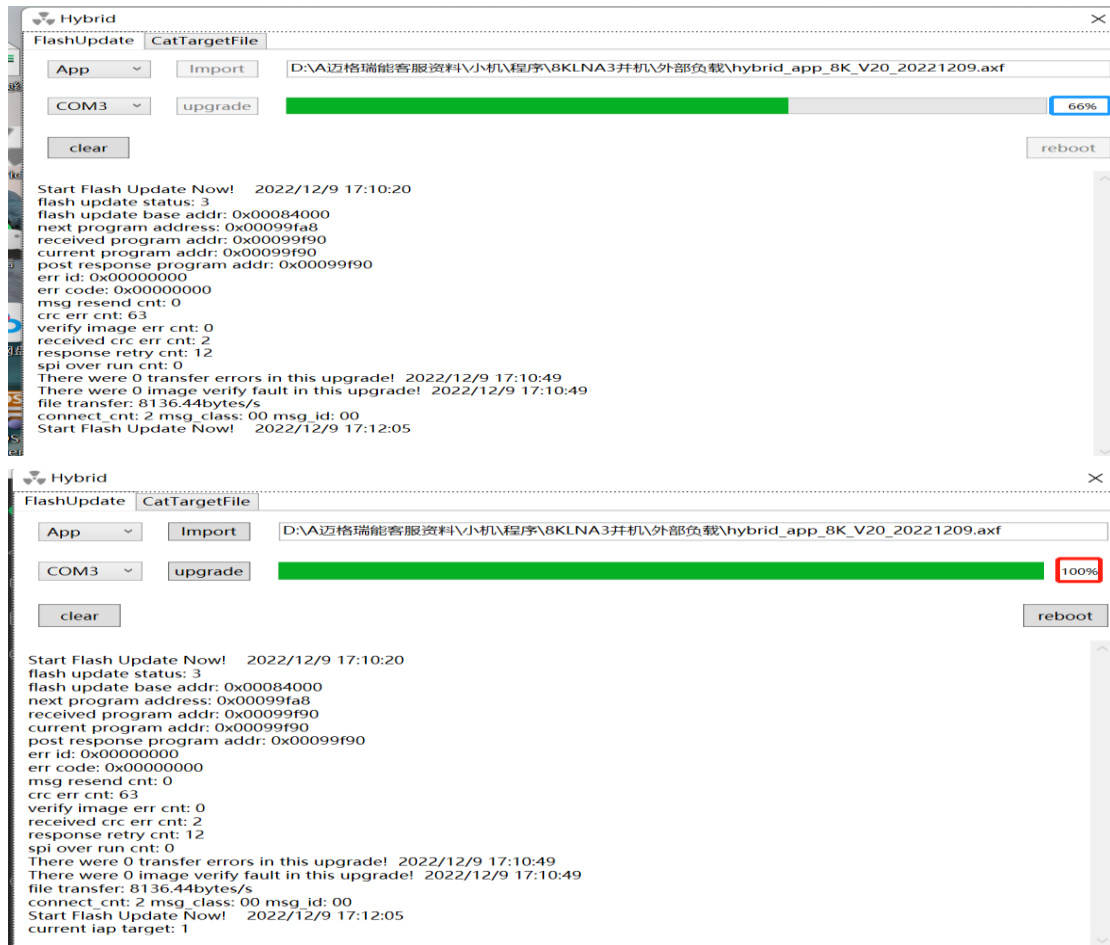 Hybrid
FlashUpdate CatTargetFile
App Import D:\A迈格瑞能客服资料\小机\程序\8KLNA3并机\外部负载\hybrid_app_8K_V20_20221209.axf
COM3 upgrade 66%
clear reboot
Start Flash Update Now! 2022/12/9 17:10:20
flash update status: 3
flash update base addr: 0x00084000
next program address: 0x00099fa8
received program addr: 0x00099f90
current program addr: 0x00099f90
post response program addr: 0x00099f90
err id: 0x00000000
err code: 0x00000000
msg resend cnt: 0
crc err cnt: 63
verify image err cnt: 0
received crc err cnt: 2
response retry cnt: 12
spi over run cnt: 0
There were 0 transfer errors in this upgrade! 2022/12/9 17:10:49
There were 0 image verify fault in this upgrade! 2022/12/9 17:10:49
file transfer: 8136.44bytes/s
connect_cnt: 2 msg_class: 00 msg_id: 00
Start Flash Update Now! 2022/12/9 17:12:05
Hybrid
FlashUpdate CatTargetFile
App Import D:\A迈格瑞能客服资料\小机\程序\8KLNA3并机\外部负载\hybrid_app_8K_V20_20221209.axf
COM3 upgrade 100%
clear reboot
Start Flash Update Now! 2022/12/9 17:10:20
flash update status: 3
flash update base addr: 0x00084000
next program address: 0x00099fa8
received program addr: 0x00099f90
current program addr: 0x00099f90
post response program addr: 0x00099f90
err id: 0x00000000
err code: 0x00000000
msg resend cnt: 0
crc err cnt: 63
verify image err cnt: 0
received crc err cnt: 2
response retry cnt: 12
spi over run cnt: 0
There were 0 transfer errors in this upgrade! 2022/12/9 17:10:49
There were 0 image verify fault in this upgrade! 2022/12/9 17:10:49
file transfer: 8136.44bytes/s
connect_cnt: 2 msg_class: 00 msg_id: 00
Start Flash Update Now! 2022/12/9 17:12:05
current iap target: 1